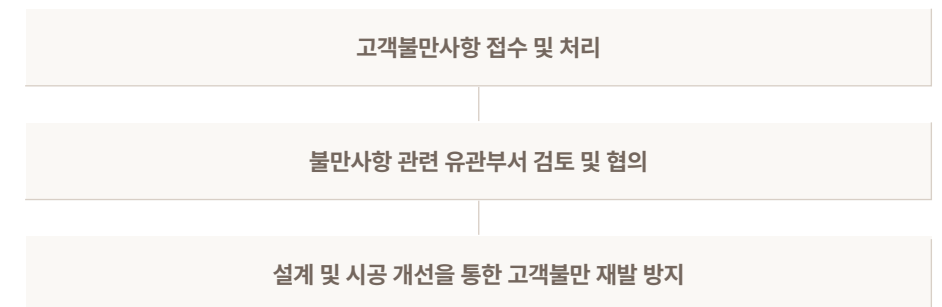 고객불만사항 접수 및 처리
불만사항 관련 유관부서 검토 및 협의
설계 및 시공 개선을 통한 고객불만 재발 방지